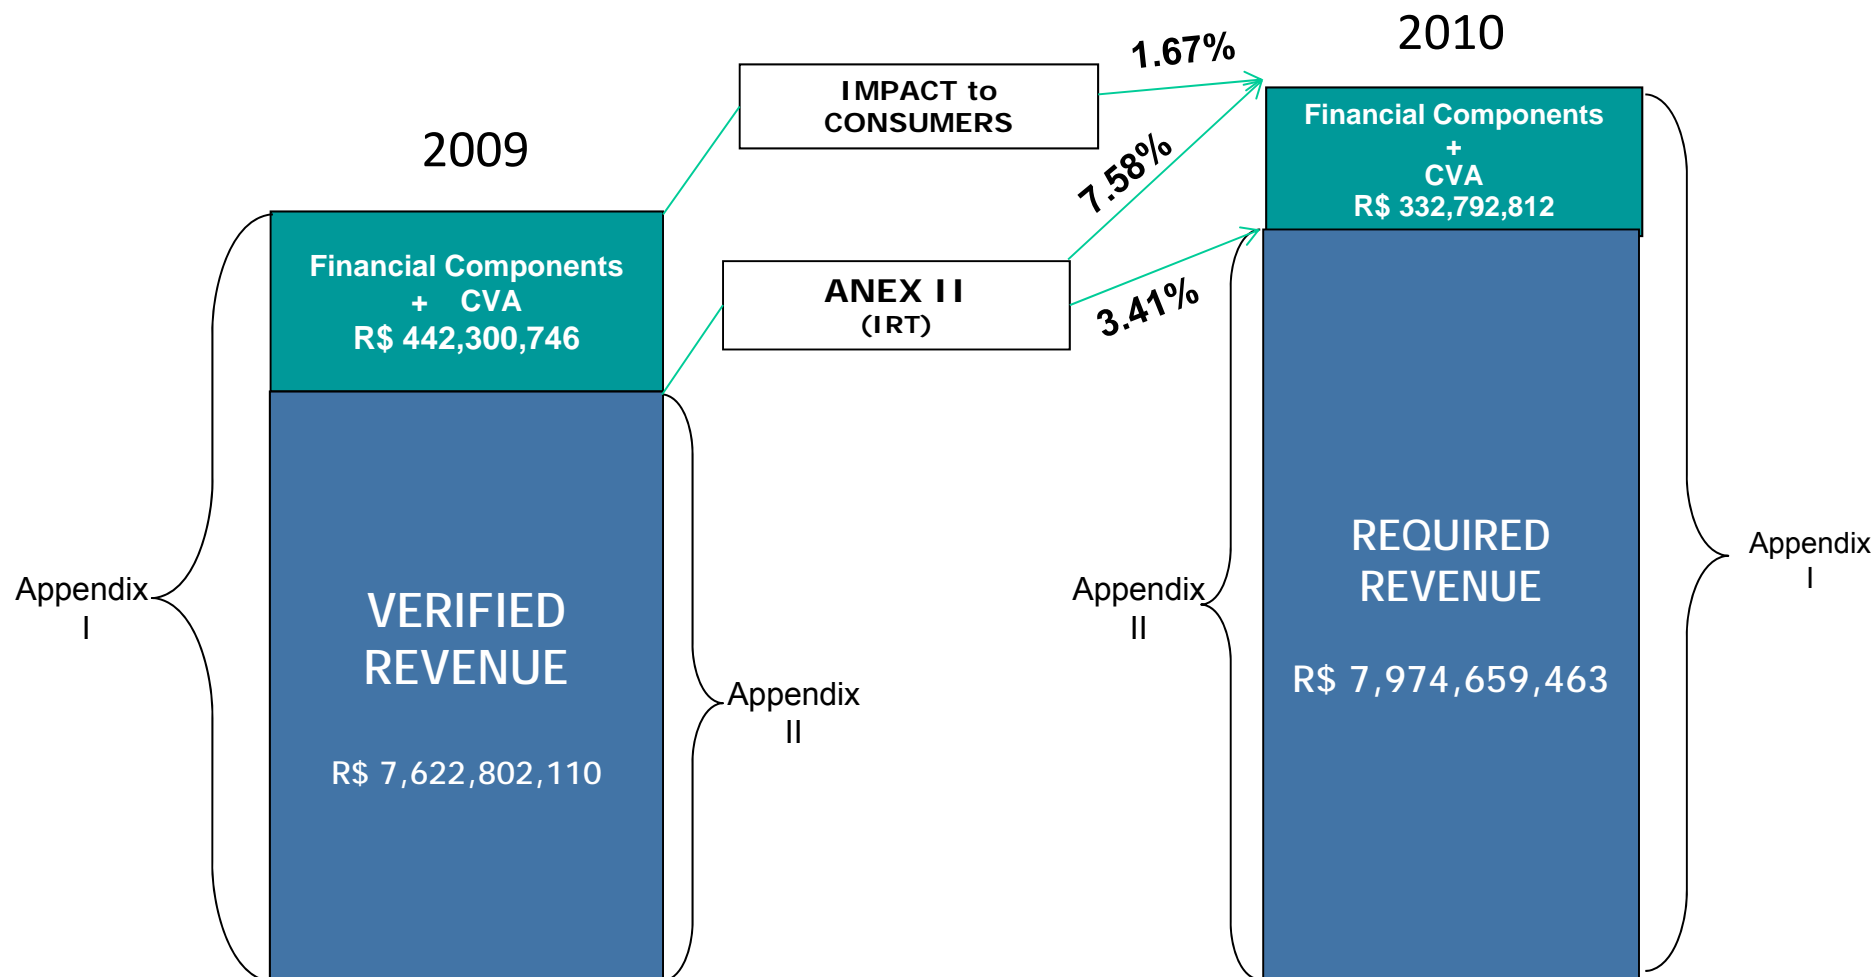 2009
2010
1.67%
IMPACT to
CONSUMERS
7.58%
ANEX II
(IRT)
3.41%
Financial Components
+ CVA
R$ 442,300,746
VERIFIED
REVENUE
R$ 7,622,802,110
Appendix
I
Appendix
II
Financial Components
+
CVA
R$ 332,792,812
REQUIRED
REVENUE
R$ 7,974,659,463
Appendix
II
Appendix
I